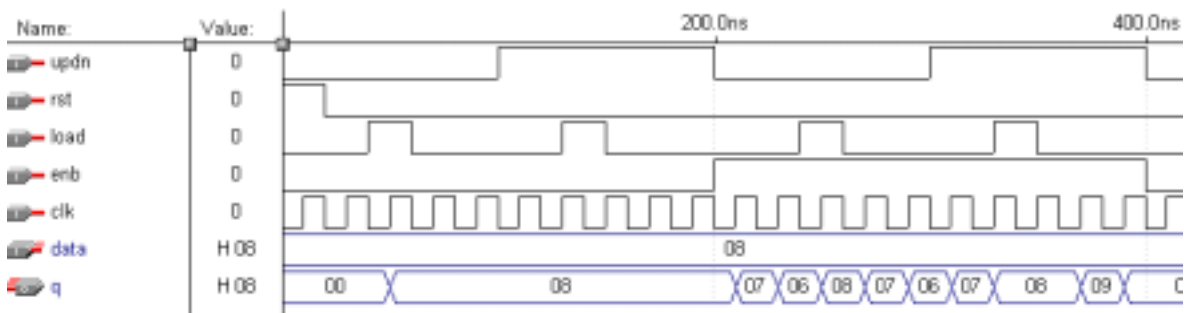 Name: Value: 200.0ns 400.0ns
updn 0
rst 0
load 0
enb 0
clk 0
data H 08 08
q H 08 00 08 07 06 08 07 06 07 08 09